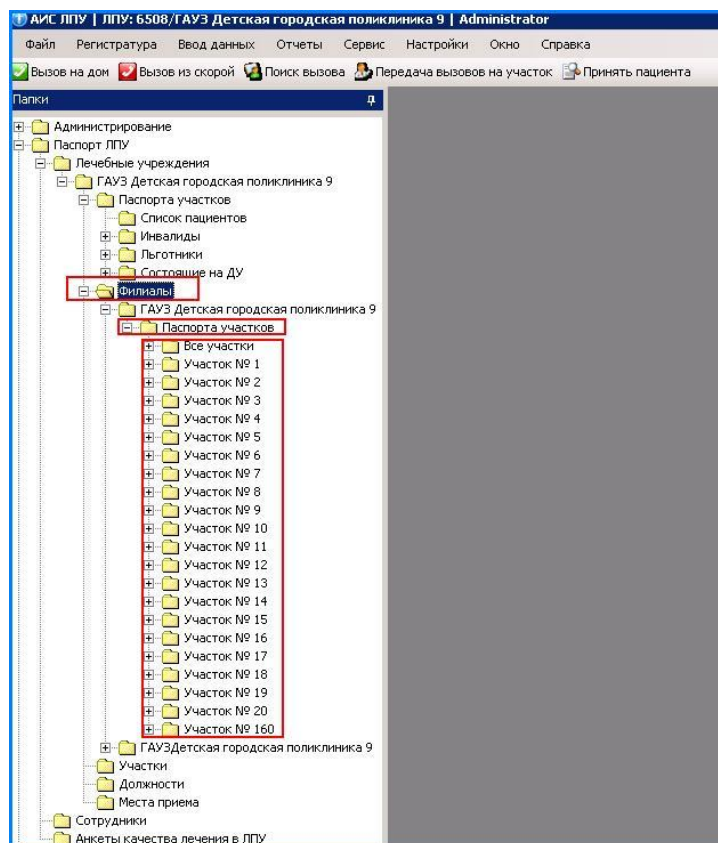 АИС ЛПУ | ЛПУ: 6508/ГАУЗ Детская городская поликлиника 9 | Administrator
Файл Регистратура Ввод данных Отчеты Сервис Настройки Окно Справка
Вызов на дом Вызов из скорой Поиск вызова Передача вызовов на участок Принять пациента
Папки
Администрирование
Паспорт ЛПУ
Лечебные учреждения
ГАУЗ Детская городская поликлиника 9
Паспорта участков
Список пациентов
Инвалиды
Льготники
Состоящие на ДУ
Филиалы
ГАУЗ Детская городская поликлиника 9
Паспорта участков
Все участки
Участок № 1
Участок № 2
Участок № 3
Участок № 4
Участок № 5
Участок № 6
Участок № 7
Участок № 8
Участок № 9
Участок № 10
Участок № 11
Участок № 12
Участок № 13
Участок № 14
Участок № 15
Участок № 16
Участок № 17
Участок № 18
Участок № 19
Участок № 20
Участок № 160
ГАУЗДетская городская поликлиника 9
Участки
Должности
Места приема
Сотрудники
Анкеты качества лечения в ЛПУ